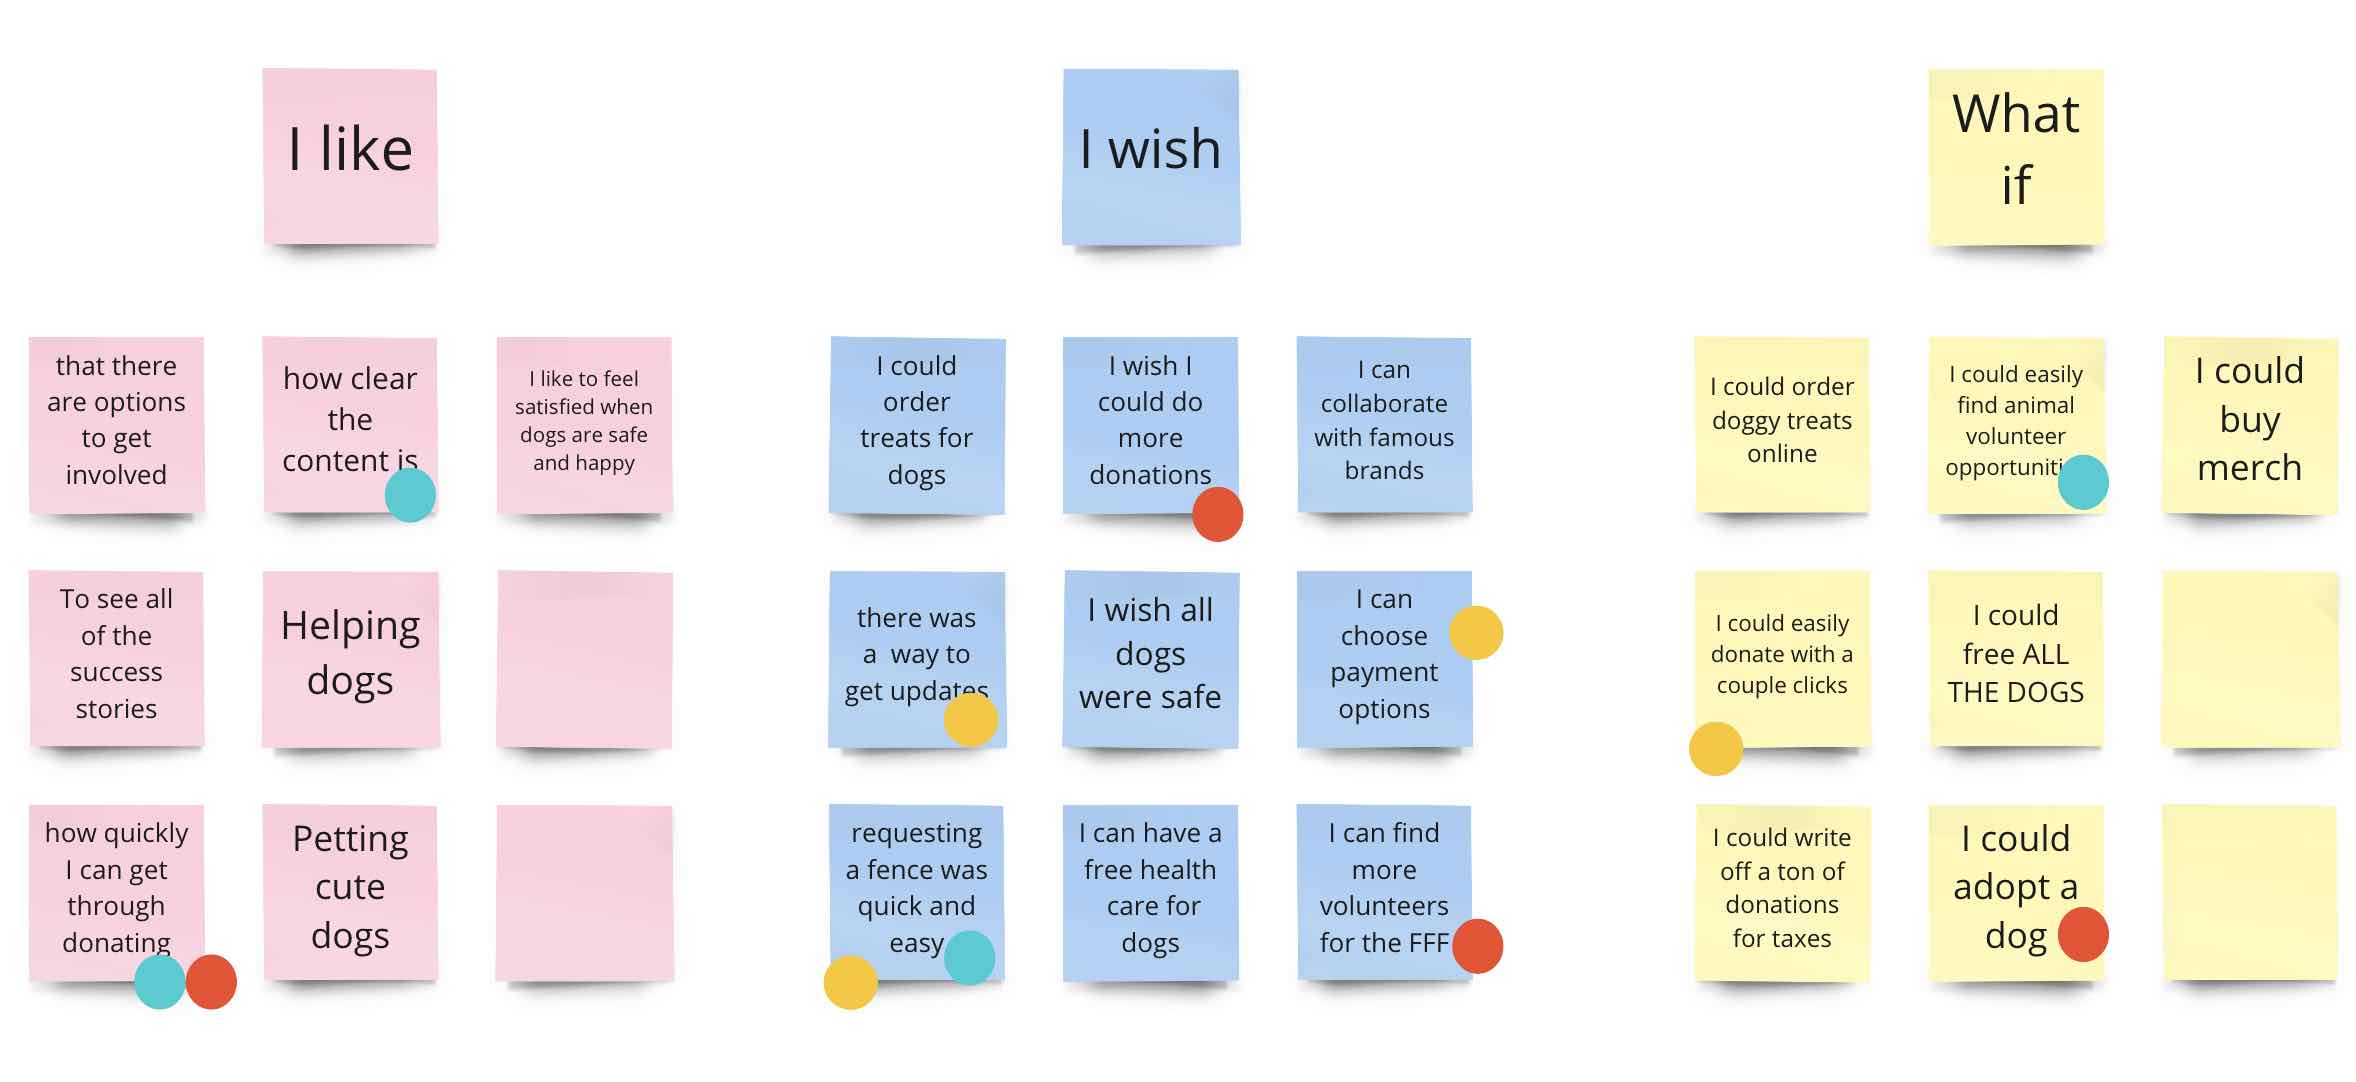 I like
I wish
What
if
that there
are options
to get
involved
how clear
the
content is
I like to feel
satisfied when
dogs are safe
and happy
To see all
of the
success
stories
Helping
dogs
how quickly
I can get
through
donating
Petting
cute
dogs
I could
order
treats for
dogs
I wish I
could do
more
donations
I can
collaborate
with famous
brands
there was
a  way to
get updates
I wish all
dogs
were safe
I can
choose
payment
options
requesting
a fence was
quick and
easy
I can have a
free health
care for
dogs
I can find
more
volunteers
for the FFF
I could order
doggy treats
online
I could easily
find animal
volunteer
opportuniti
I could
buy
merch
I could easily
donate with a
couple clicks
I could
free ALL
THE DOGS
I could write
off a ton of
donations
for taxes
I could
adopt a
dog